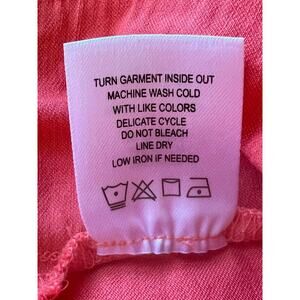 TURN GARMENT INSIDE OUT
MACHINE WASH COLD
WITH LIKE COLORS
DELICATE CYCLE
DO NOT BLEACH
LINE DRY
LOW IRON IF NEEDED